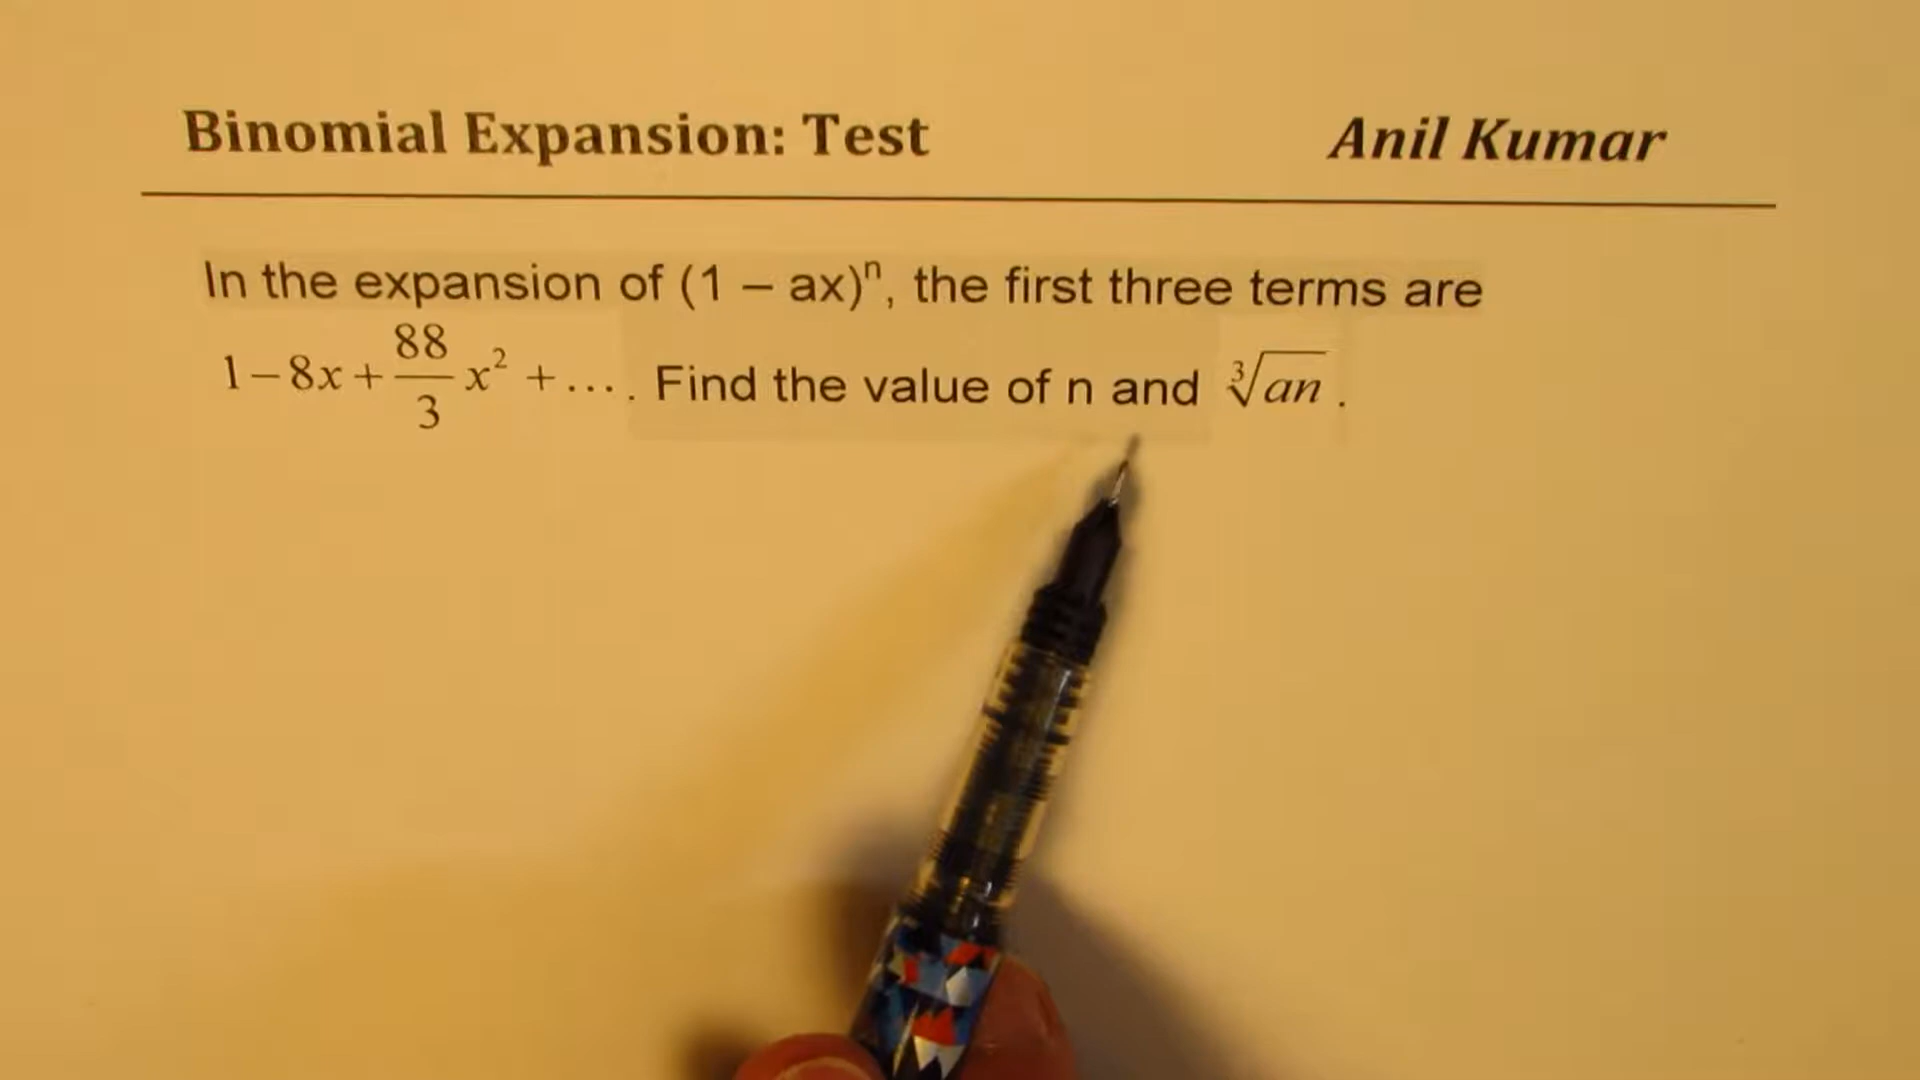 Binomial Expansion: Test Anil Kumar
In the expansion of (1 – ax)ⁿ, the first three terms are
1 − 8x + 88/3 x² + … . Find the value of n and ∛an .